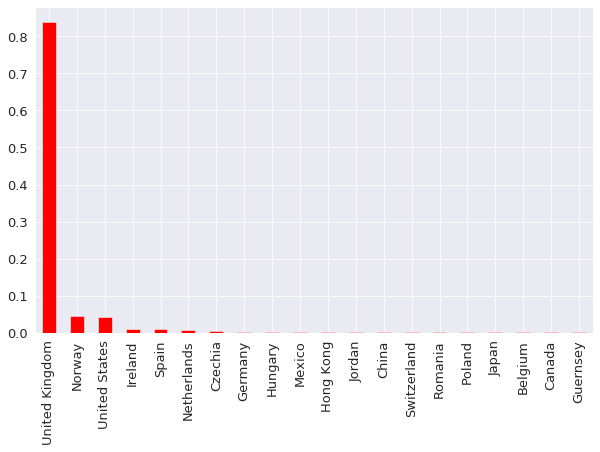 0.8
0.7
0.6
0.5
0.4
0.3
0.2
0.1
0.0
United Kingdom
Norway
United States
Ireland
Spain
Netherlands
Czechia
Germany
Hungary
Mexico
Hong Kong
Jordan
China
Switzerland
Romania
Poland
Japan
Belgium
Canada
Guernsey